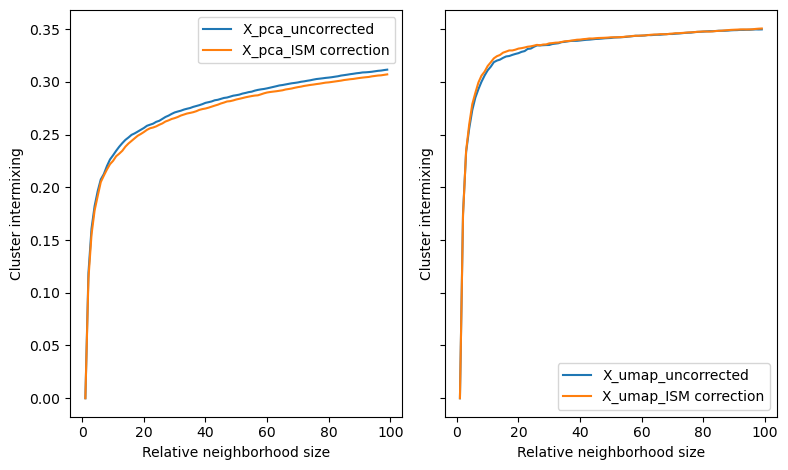 X_pca_uncorrected
X_pca_ISM correction
0.35
0.30
0.25
0.20
0.15
0.10
0.05
0.00
Cluster intermixing
0 20 40 60 80 100
Relative neighborhood size
Cluster intermixing
X_umap_uncorrected
X_umap_ISM correction
0 20 40 60 80 100
Relative neighborhood size